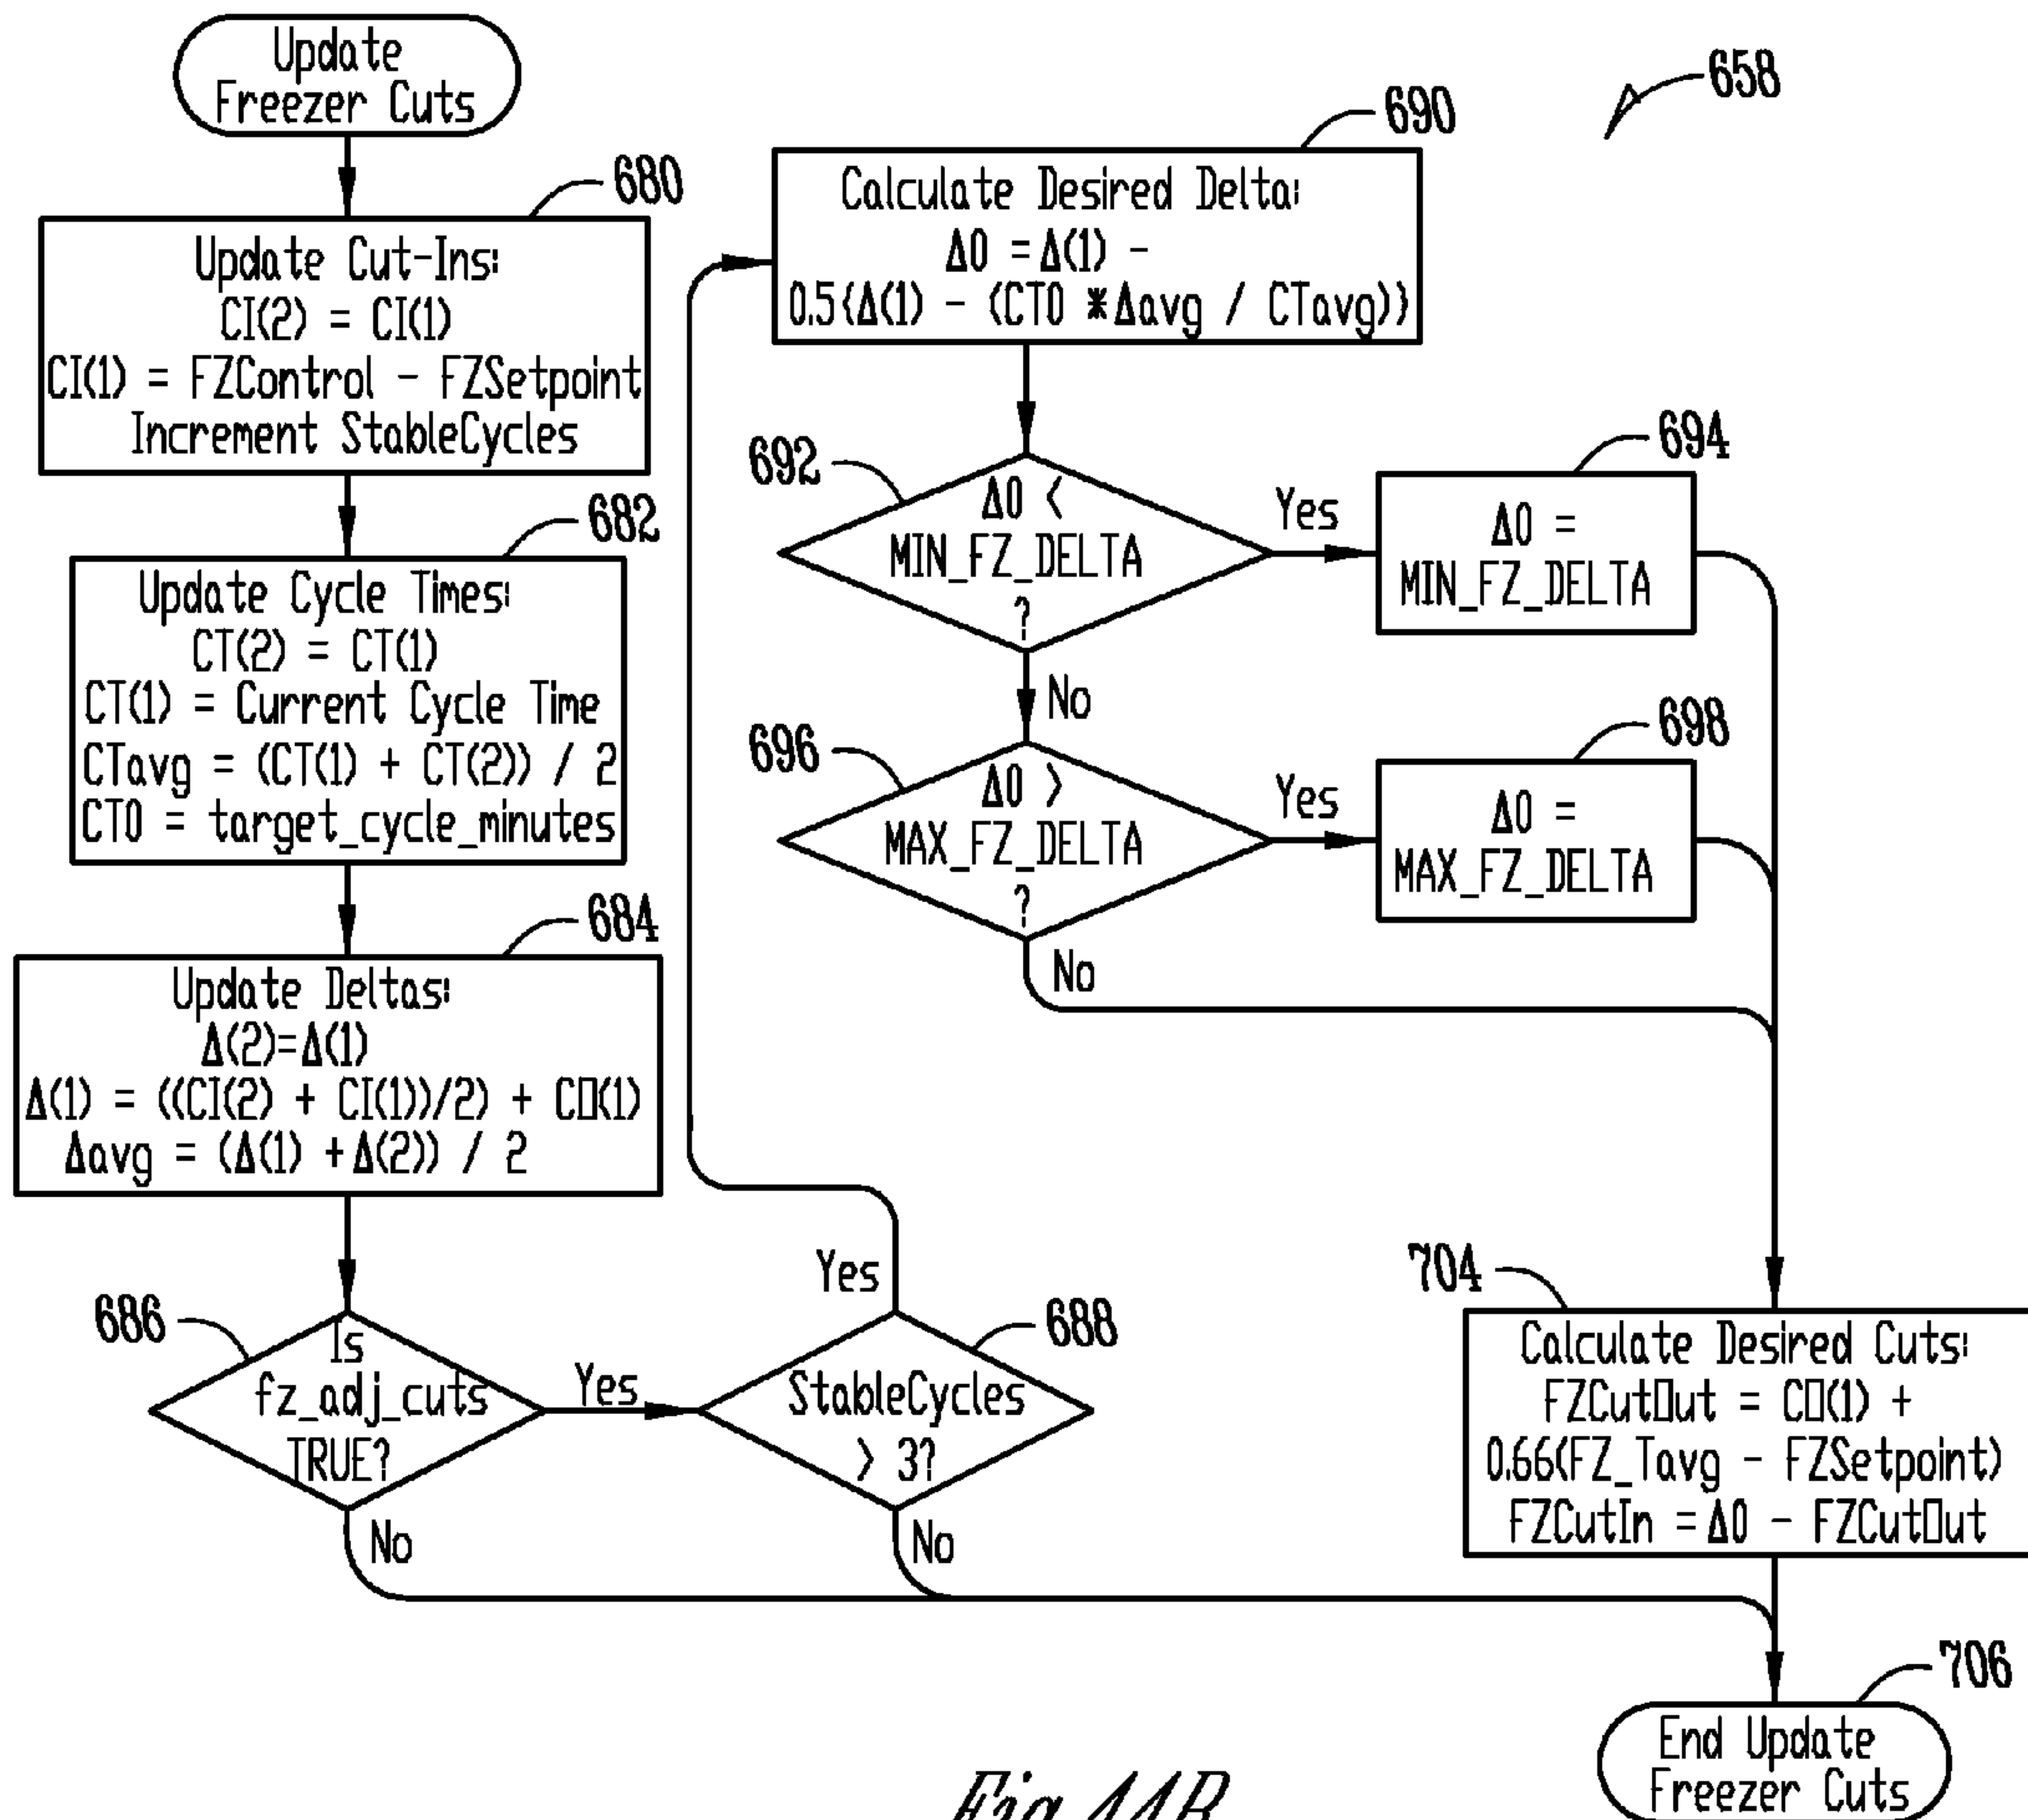 Update
Freezer Cuts
680
Update Cut-Ins:
CI(2) = CI(1)
CI(1) = FZControl - FZSetpoint
Increment StableCycles
682
Update Cycle Times:
CT(2) = CT(1)
CT(1) = Current Cycle Time
CTavg = (CT(1) + CT(2)) / 2
CT0 = target_cycle_minutes
684
Update Deltas:
Δ(2)=Δ(1)
Δ(1) = ((CI(2) + CI(1))/2) + CO(1)
Δavg = (Δ(1) +Δ(2)) / 2
686
Is
fz_adj_cuts
TRUE?
Yes
No
688
StableCycles
> 3?
Yes
No
658
690
Calculate Desired Delta:
Δ0 =Δ(1) -
0.5{Δ(1) - (CT0 *Δavg / CTavg)}
692
Δ0 <
MIN_FZ_DELTA
?
Yes
No
694
Δ0 =
MIN_FZ_DELTA
696
Δ0 >
MAX_FZ_DELTA
?
Yes
No
698
Δ0 =
MAX_FZ_DELTA
704
Calculate Desired Cuts:
FZCutOut = CO(1) +
0.66(FZ_Tavg - FZSetpoint)
FZCutIn =Δ0 - FZCutOut
706
End Update
Freezer Cuts
Fig. 44B